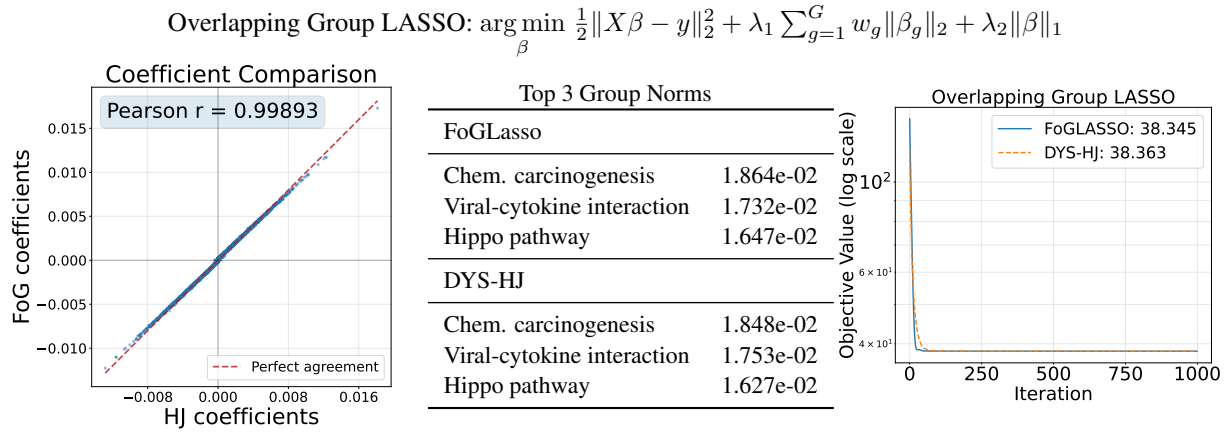 Overlapping Group LASSO: arg min_β ½‖Xβ − y‖₂² + λ₁ ∑_{g=1}^{G} w_g‖β_g‖₂ + λ₂‖β‖₁
Coefficient Comparison
Pearson r = 0.99893
0.015
0.010
0.005
0.000
−0.005
−0.010
FoG coefficients
Perfect agreement
−0.008
0.000
0.008
0.016
HJ coefficients
Top 3 Group Norms
FoGLasso
Chem. carcinogenesis 1.864e-02
Viral-cytokine interaction 1.732e-02
Hippo pathway 1.647e-02
DYS-HJ
Chem. carcinogenesis 1.848e-02
Viral-cytokine interaction 1.753e-02
Hippo pathway 1.627e-02
Overlapping Group LASSO
FoGLASSO: 38.345
DYS-HJ: 38.363
Objective Value (log scale)
10²
6 × 10¹
4 × 10¹
0
250
500
750
1000
Iteration